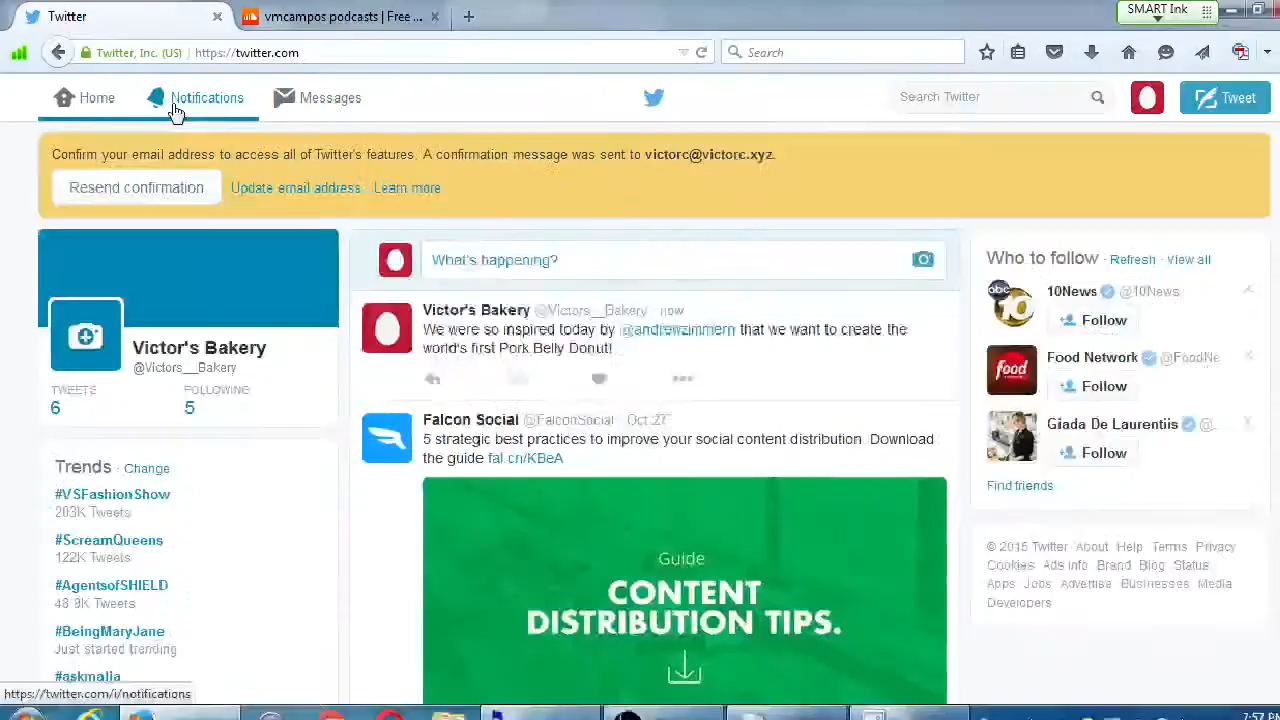 Twitter
vmcampos podcasts | Free ...
SMART Ink
Twitter, Inc. (US)
https://twitter.com
Search
Home
Notifications
Messages
Search Twitter
Tweet
Confirm your email address to access all of Twitter's features. A confirmation message was sent to victorc@victorc.xyz.
Resend confirmation
Update email address
Learn more
Victor's Bakery
@Victors__Bakery
TWEETS
FOLLOWING
6
5
Trends · Change
#VSFashionShow
203K Tweets
#ScreamQueens
122K Tweets
#AgentsofSHIELD
48.9K Tweets
#BeingMaryJane
Just started trending
#askmalia
https://twitter.com/i/notifications
What's happening?
Victor's Bakery @Victors__Bakery · now
We were so inspired today by @andrewzimmern that we want to create the
world's first Pork Belly Donut!
Falcon Social @FalconSocial · Oct 27
5 strategic best practices to improve your social content distribution. Download
the guide fal.cn/KBeA
Guide
CONTENT
DISTRIBUTION TIPS.
Who to follow · Refresh · View all
abc
10
10News @10News
Follow
food
Food Network @FoodNe
Follow
Giada De Laurentiis @...
Follow
Find friends
© 2015 Twitter About Help Terms Privacy
Cookies Ads info Brand Blog Status
Apps Jobs Advertise Businesses Media
Developers
7:57 PM